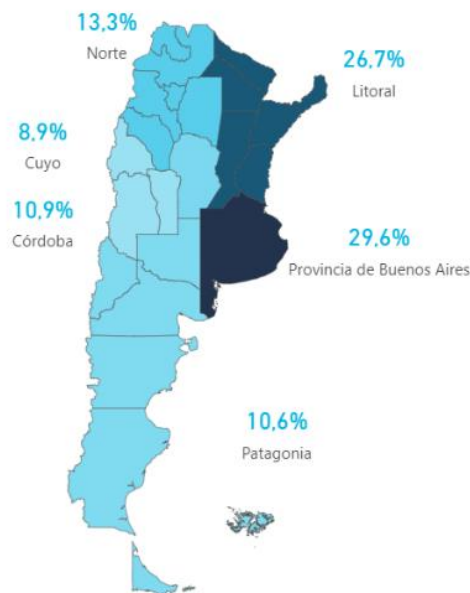 13,3%
Norte
26,7%
Litoral
8,9%
Cuyo
10,9%
Córdoba
29,6%
Provincia de Buenos Aires
10,6%
Patagonia